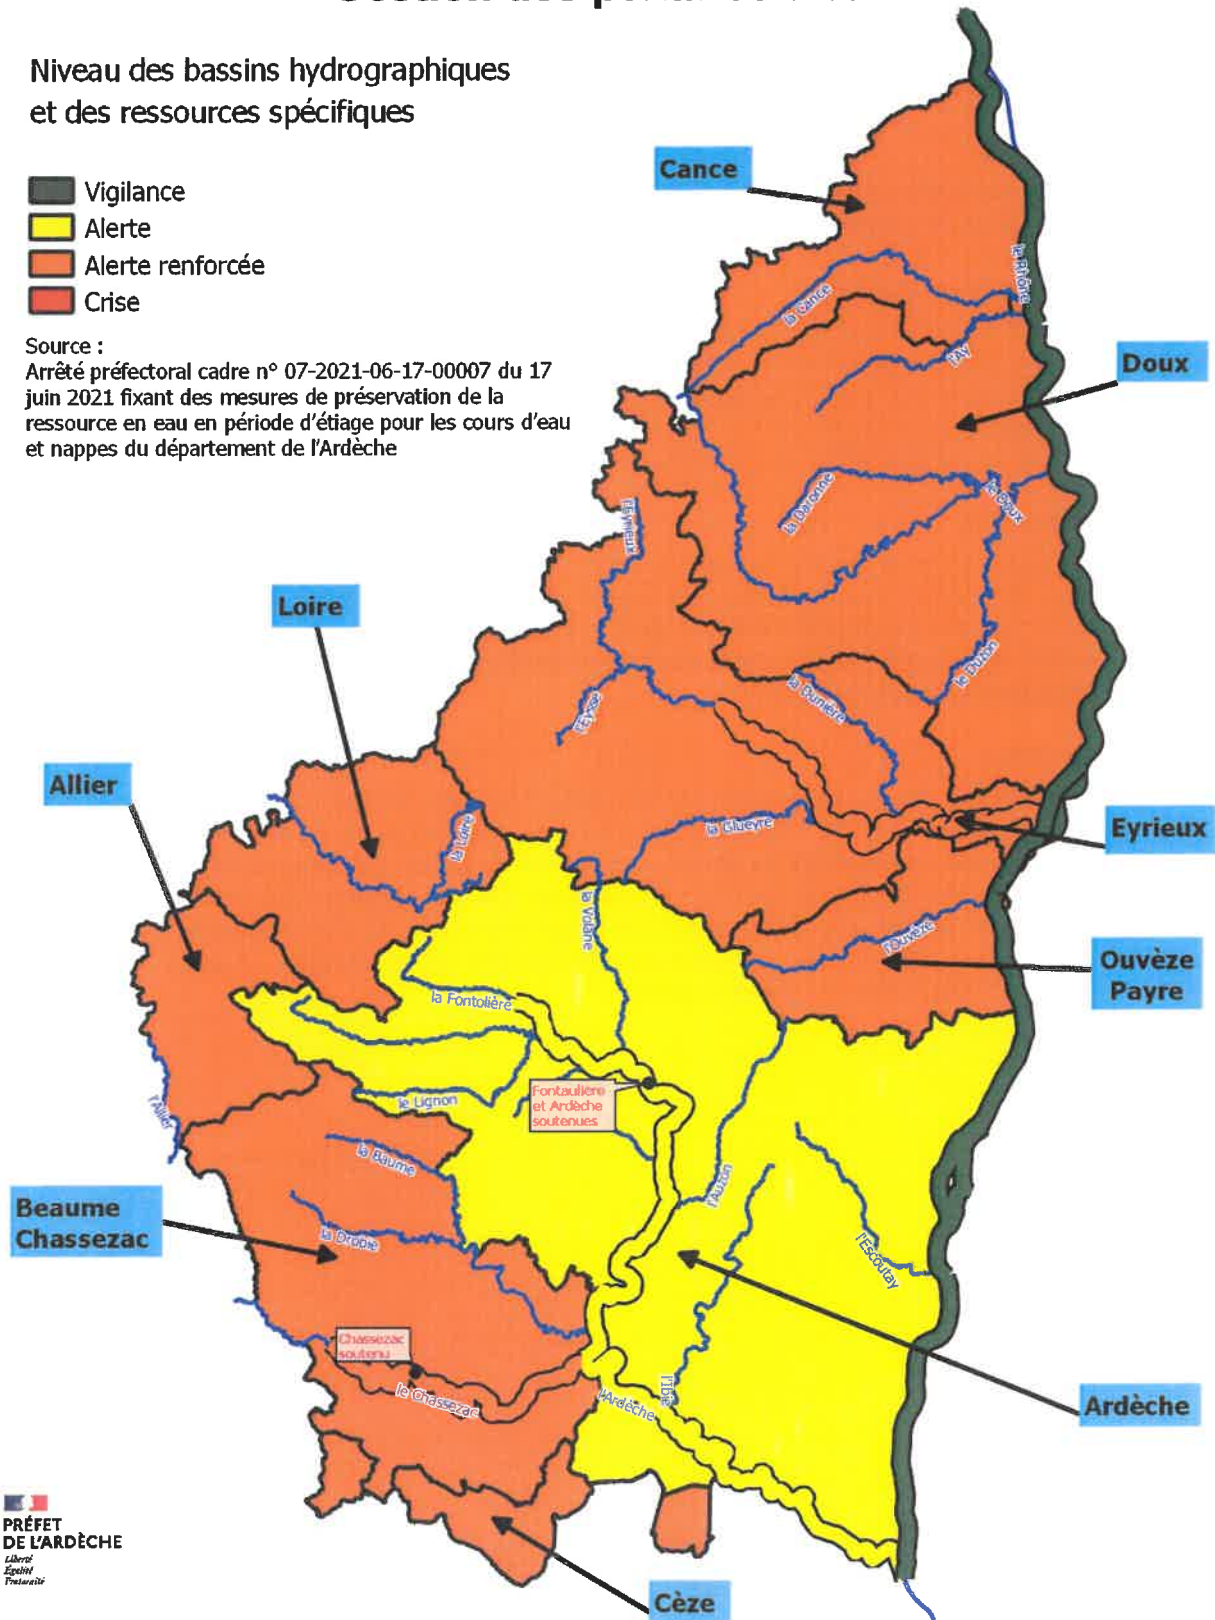 Niveau des bassins hydrographiques
et des ressources spécifiques
Vigilance
Alerte
Alerte renforcée
Crise
Source :
Arrêté préfectoral cadre n° 07-2021-06-17-00007 du 17
juin 2021 fixant des mesures de préservation de la
ressource en eau en période d'étiage pour les cours d'eau
et nappes du département de l'Ardèche
Cance
le Rhône
la Cance
l'Ay
Doux
la Daronne
le Doux
l'Eyrieux
Loire
le Duzon
la Dunière
l'Eysse
Allier
la Loire
la Glueyre
Eyrieux
la Volane
l'Ouvèze
Ouvèze
Payre
la Fontolière
Fontaulière
et Ardèche
soutenues
le Lignon
l'Allier
la Baume
l'Auzon
Beaume
Chassezac
la Drobie
l'Escoutay
Chassezac
soutenu
le Chassezac
l'Ardèche
l'Ibie
Ardèche
PRÉFET
DE L'ARDÈCHE
Liberté
Égalité
Fraternité
Cèze